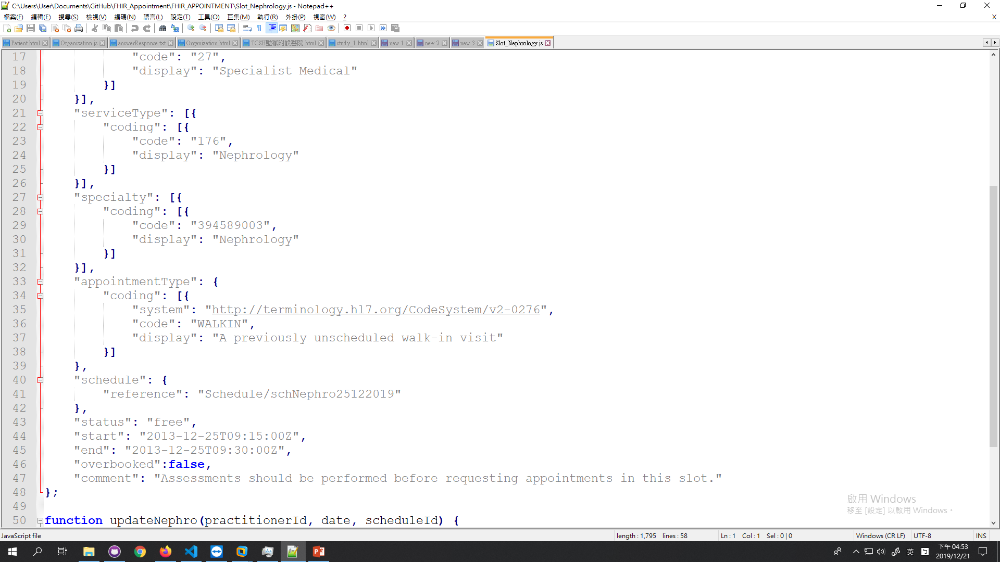 C:\Users\User\Documents\GitHub\FHIR_Appointment\FHIR_APPOINTMENT\Slot_Nephrology.js - Notepad++
檔案(F) 編輯(E) 搜尋(S) 檢視(V) 編碼(N) 語言(L) 設定(T) 工具(O) 巨集(M) 執行(R) 外掛(P) 視窗(W) ? X
Patient.html Organization.js answerResponse.txt Organization.html TCSH監獄附設醫院.html study_1.html new 1 new 2 new 3 Slot_Nephrology.js
17 "code": "27",
18 "display": "Specialist Medical"
19 }]
20 }],
21 "serviceType": [{
22 "coding": [{
23 "code": "176",
24 "display": "Nephrology"
25 }]
26 }],
27 "specialty": [{
28 "coding": [{
29 "code": "394589003",
30 "display": "Nephrology"
31 }]
32 }],
33 "appointmentType": {
34 "coding": [{
35 "system": "http://terminology.hl7.org/CodeSystem/v2-0276",
36 "code": "WALKIN",
37 "display": "A previously unscheduled walk-in visit"
38 }]
39 },
40 "schedule": {
41 "reference": "Schedule/schNephro25122019"
42 },
43 "status": "free",
44 "start": "2013-12-25T09:15:00Z",
45 "end": "2013-12-25T09:30:00Z",
46 "overbooked":false,
47 "comment": "Assessments should be performed before requesting appointments in this slot."
48 };
49
50 function updateNephro(practitionerId, date, scheduleId) {
啟用 Windows
移至 [設定] 以啟用 Windows。
JavaScript file length : 1,795 lines : 58 Ln : 1 Col : 1 Sel : 0 | 0 Windows (CR LF) UTF-8 INS
英
下午 04:53
2019/12/21